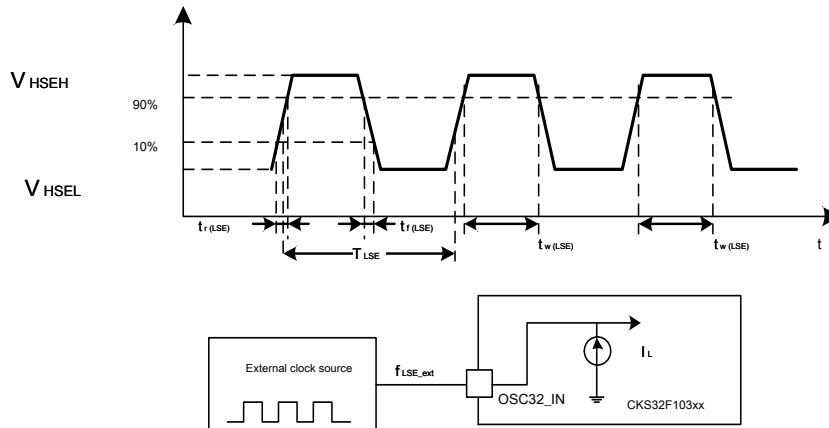 V HSEH
90%
10%
V HSEL
t r (LSE)
t f (LSE)
T LSE
t w (LSE)
t w (LSE)
t
External clock source
f LSE_ext
OSC32_IN
I L
CKS32F103xx